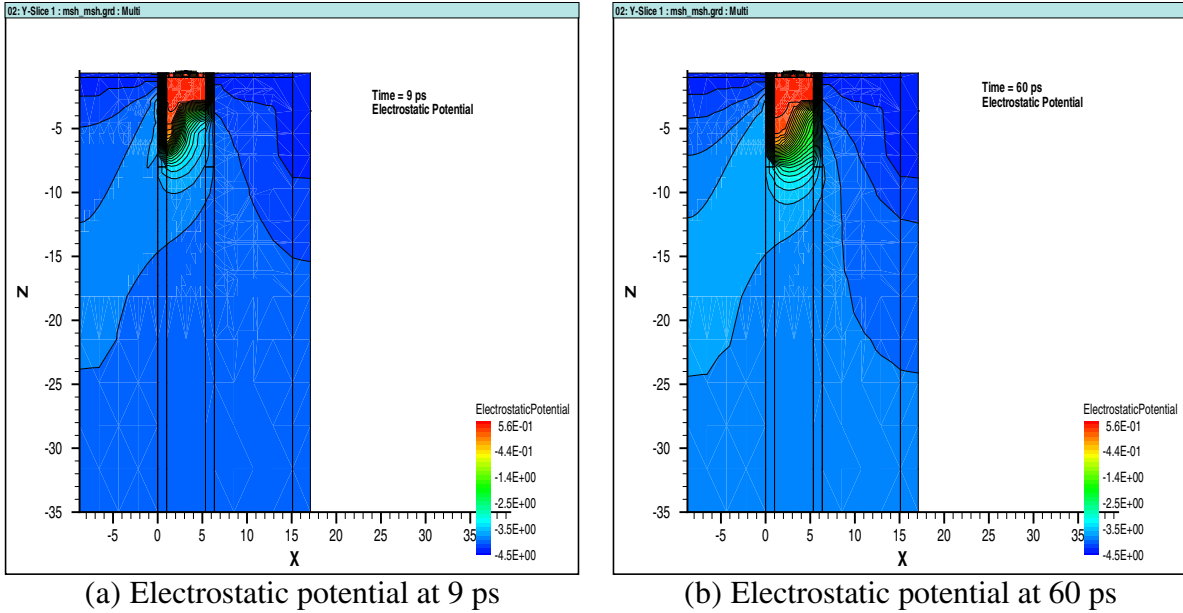 02: Y-Slice 1 : msh_msh.grd : Multi
Time = 9 ps
Electrostatic Potential
-5
-10
-15
-20
-25
-30
-35
Z
ElectrostaticPotential
5.6E-01
-4.4E-01
-1.4E+00
-2.5E+00
-3.5E+00
-4.5E+00
-5 0 5 10 15 20 25 30 35
X
(a) Electrostatic potential at 9 ps
02: Y-Slice 1 : msh_msh.grd : Multi
Time = 60 ps
Electrostatic Potential
-5
-10
-15
-20
-25
-30
-35
Z
ElectrostaticPotential
5.6E-01
-4.4E-01
-1.4E+00
-2.5E+00
-3.5E+00
-4.5E+00
-5 0 5 10 15 20 25 30 35
X
(b) Electrostatic potential at 60 ps